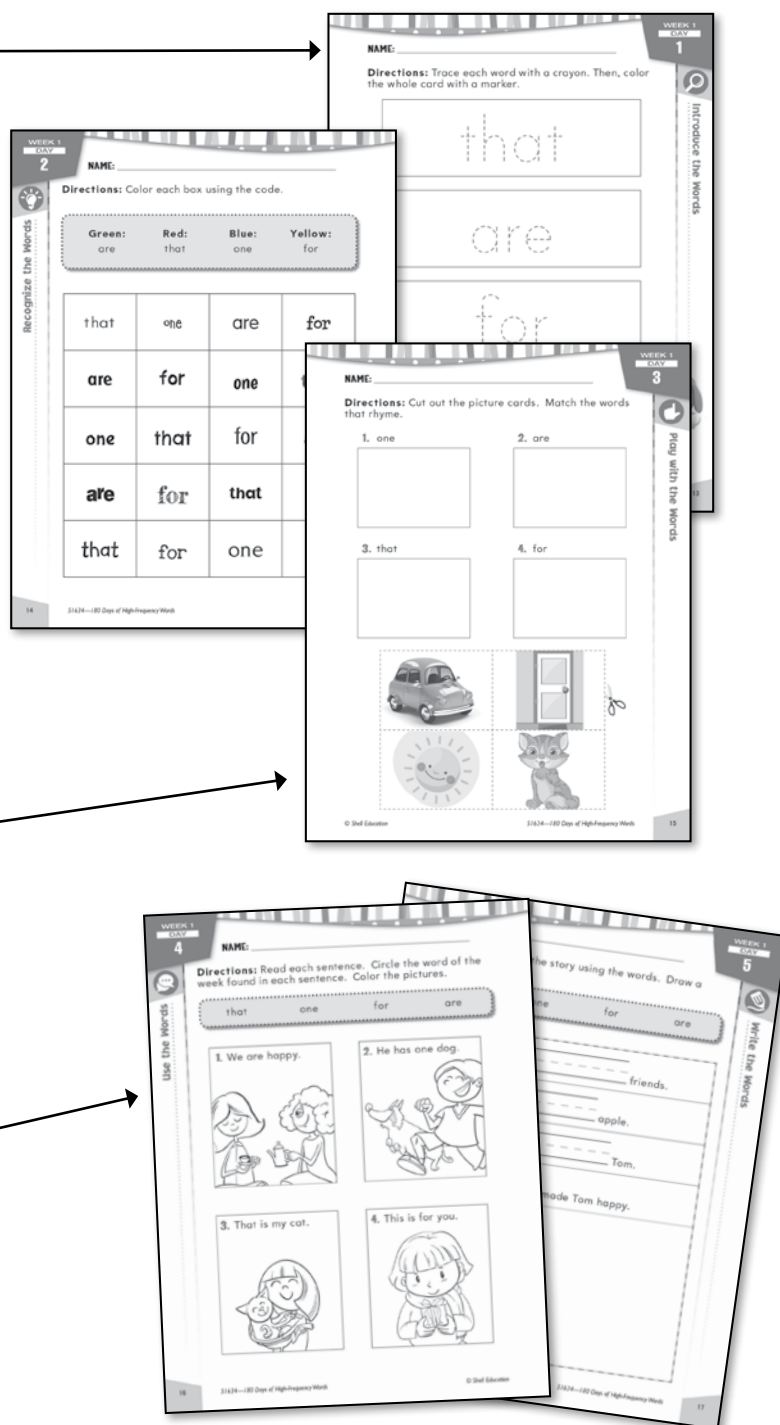 WEEK 1
DAY
1
NAME:
Directions: Trace each word with a crayon. Then, color
the whole card with a marker.
that
are
for
Introduce the Words
13
WEEK 1
DAY
2
NAME:
Directions: Color each box using the code.
Green: Red: Blue: Yellow:
are that one for
that one are for
are for one
one that for
are for that
that for one
Recognize the Words
14
51634—180 Days of High-Frequency Words
WEEK 1
DAY
3
NAME:
Directions: Cut out the picture cards. Match the words
that rhyme.
1. one 2. are
3. that 4. for
Play with the Words
© Shell Education
51634—180 Days of High-Frequency Words
15
WEEK 1
DAY
4
NAME:
Directions: Read each sentence. Circle the word of the
week found in each sentence. Color the pictures.
that one for are
1. We are happy. 2. He has one dog.
3. That is my cat. 4. This is for you.
Use the Words
16
51634—180 Days of High-Frequency Words
© Shell Education
WEEK 1
DAY
5
the story using the words. Draw a
for are
friends.
apple.
Tom.
made Tom happy.
Write the Words
51634—180 Days of High-Frequency Words
17